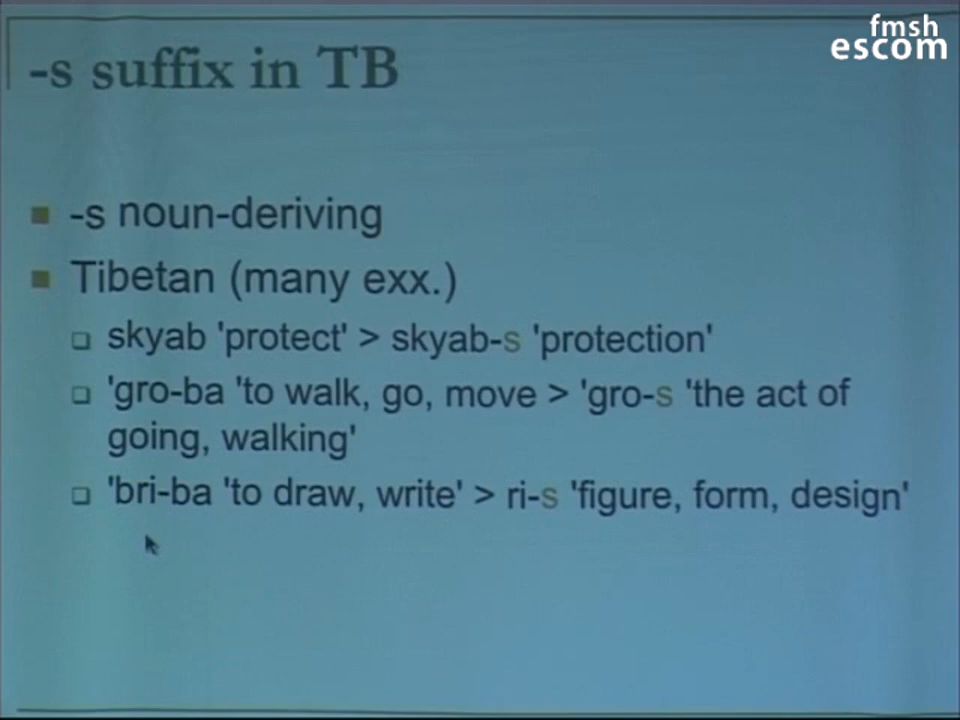 fmsh
escom
-s suffix in TB
-s noun-deriving
Tibetan (many exx.)
skyab 'protect' > skyab-s 'protection'
'gro-ba 'to walk, go, move > 'gro-s 'the act of
going, walking'
'bri-ba 'to draw, write' > ri-s 'figure, form, design'